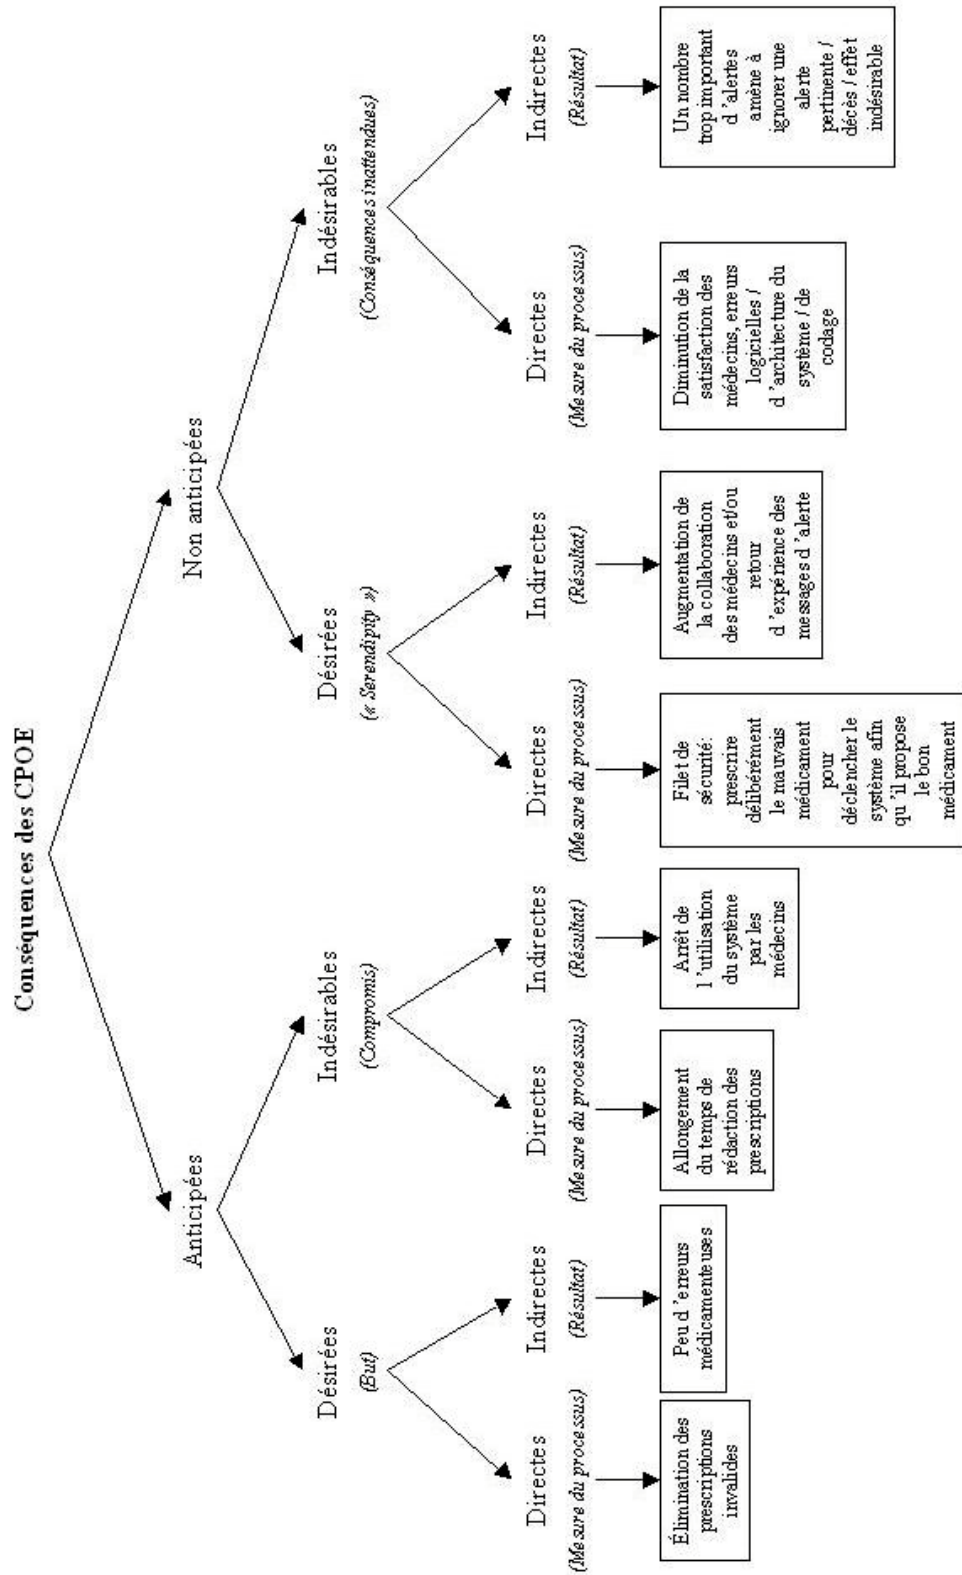 Conséquences des CPOE
Anticipées
Non anticipées
Désirées
(But)
Indésirables
(Compromis)
Désirées
(« Serendipity »)
Indésirables
(Conséquences inattendues)
Directes
(Mesure du processus)
Indirectes
(Résultat)
Directes
(Mesure du processus)
Indirectes
(Résultat)
Directes
(Mesure du processus)
Indirectes
(Résultat)
Directes
(Mesure du processus)
Indirectes
(Résultat)
Élimination des
prescriptions
invalides
Peu d'erreurs
médicamenteuses
Allongement
du temps de
rédaction des
prescriptions
Arrêt de
l'utilisation
du système
par les
médecins
Filet de
sécurité:
prescrire
délibérément
le mauvais
médicament
pour
déclencher le
système afin
qu'il propose
le bon
médicament
Augmentation de
la collaboration
des médecins et/ou
retour
d'expérience des
messages d'alerte
Diminution de la
satisfaction des
médecins, erreurs
logicielles /
d'architecture du
système / de
codage
Un nombre
trop important
d'alertes
amène à
ignorer une
alerte
pertinente /
décès / effet
indésirable